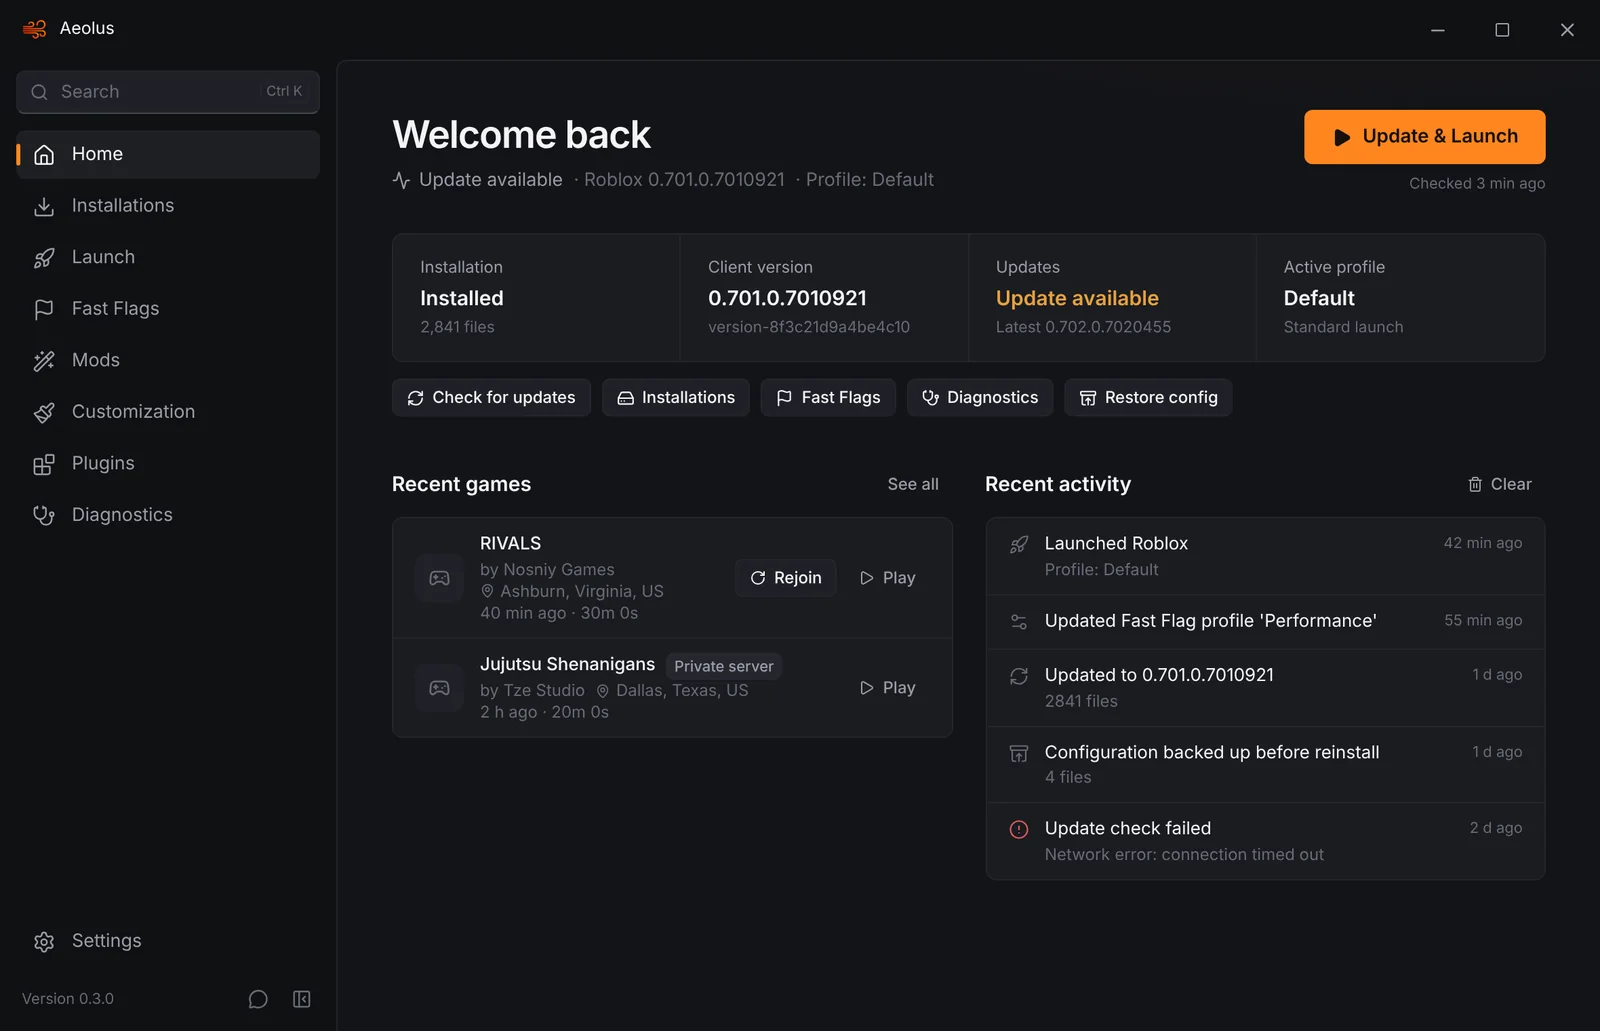 Aeolus
Search
Ctrl K
Home
Installations
Launch
Fast Flags
Mods
Customization
Plugins
Diagnostics
Settings
Version 0.3.0
Welcome back
Update available · Roblox 0.701.0.7010921 · Profile: Default
Update & Launch
Checked 3 min ago
Installation
Installed
2,841 files
Client version
0.701.0.7010921
version-8f3c21d9a4be4c10
Updates
Update available
Latest 0.702.0.7020455
Active profile
Default
Standard launch
Check for updates
Installations
Fast Flags
Diagnostics
Restore config
Recent games
See all
RIVALS
by Nosniy Games
Ashburn, Virginia, US
40 min ago · 30m 0s
Rejoin
Play
Jujutsu Shenanigans
Private server
by Tze Studio
Dallas, Texas, US
2 h ago · 20m 0s
Play
Recent activity
Clear
Launched Roblox
42 min ago
Profile: Default
Updated Fast Flag profile 'Performance'
55 min ago
Updated to 0.701.0.7010921
1 d ago
2841 files
Configuration backed up before reinstall
1 d ago
4 files
Update check failed
2 d ago
Network error: connection timed out